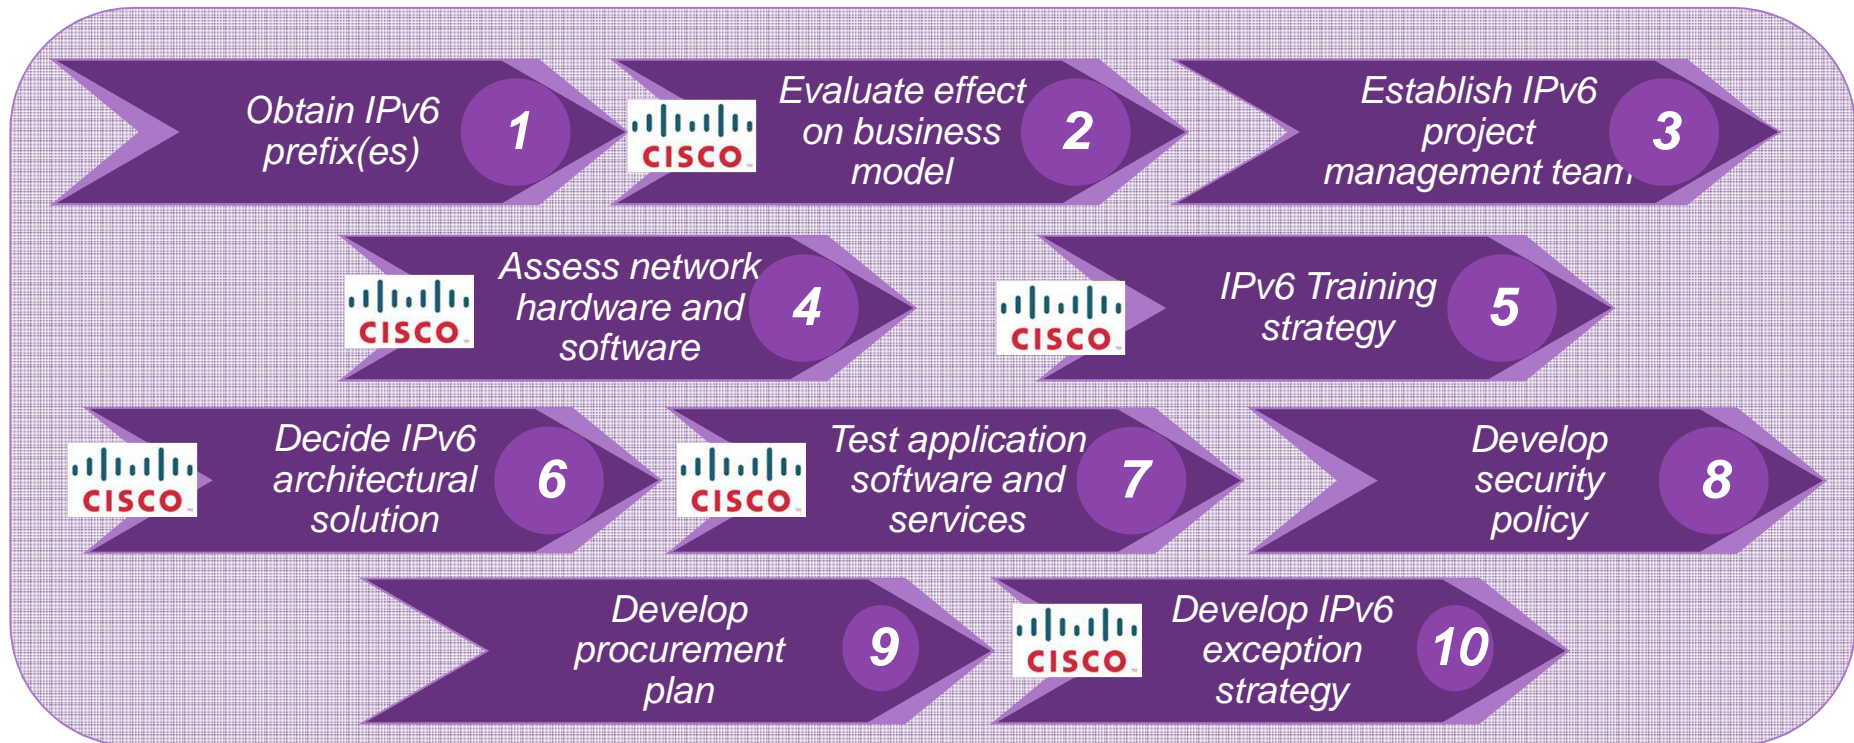 Obtain IPv6
prefix(es)
1
CISCO
Evaluate effect
on business
model
2
Establish IPv6
project
management team
3
CISCO
Assess network
hardware and
software
4
CISCO
IPv6 Training
strategy
5
CISCO
Decide IPv6
architectural
solution
6
CISCO
Test application
software and
services
7
Develop
security
policy
8
Develop
procurement
plan
9
CISCO
Develop IPv6
exception
strategy
10